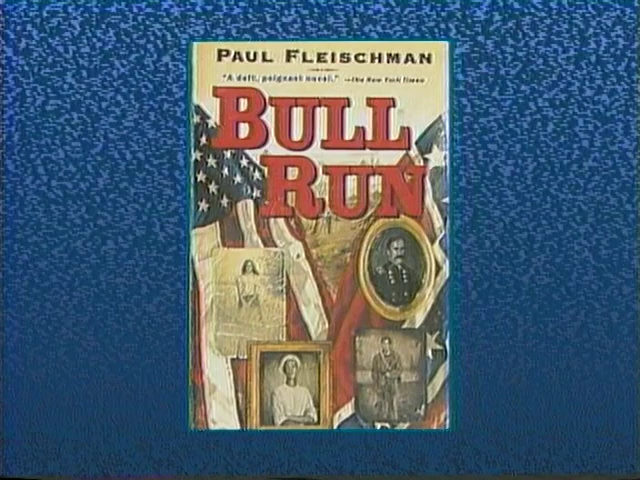 PAUL FLEISCHMAN
"A deft, poignant novel." —The New York Times
BULL
RUN